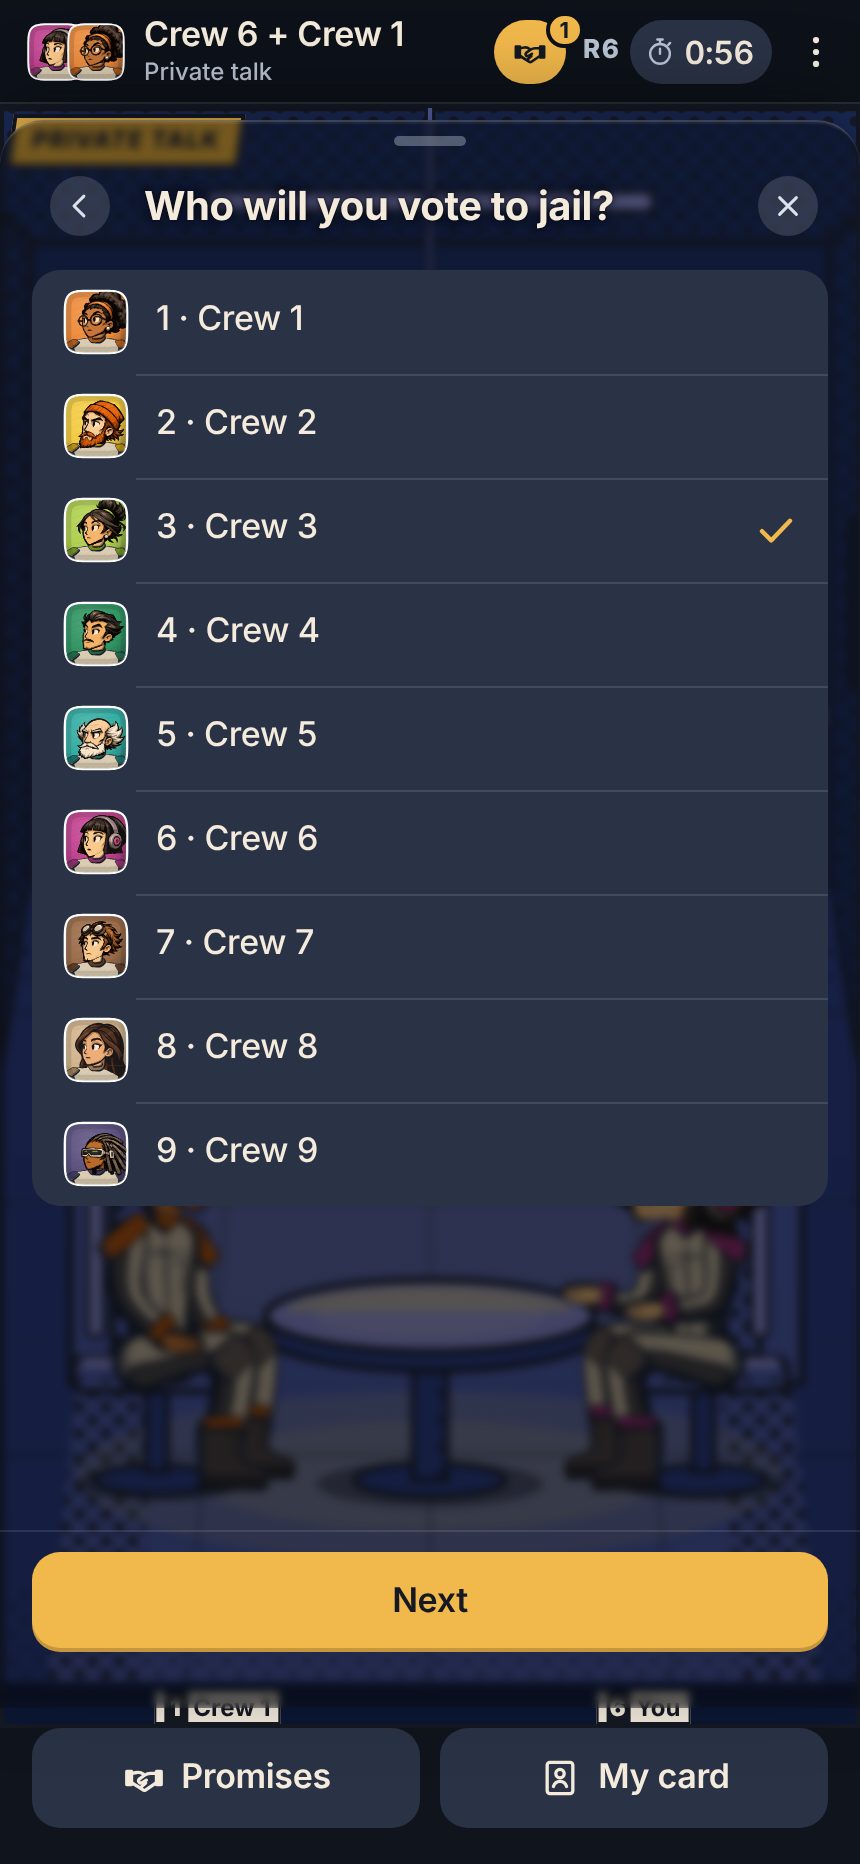 Crew 6 + Crew 1
Private talk
1
R6
0:56
PRIVATE TALK
Who will you vote to jail?
1 · Crew 1
2 · Crew 2
3 · Crew 3
4 · Crew 4
5 · Crew 5
6 · Crew 6
7 · Crew 7
8 · Crew 8
9 · Crew 9
Next
1 Crew 1
6 You
Promises
My card